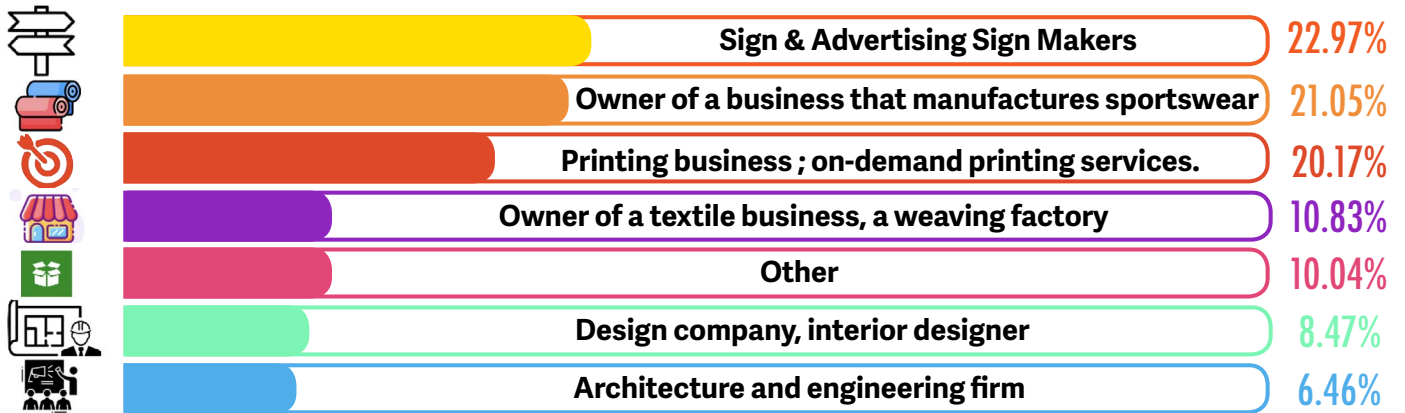 Sign & Advertising Sign Makers 22.97%
Owner of a business that manufactures sportswear 21.05%
Printing business ; on-demand printing services. 20.17%
Owner of a textile business, a weaving factory 10.83%
Other 10.04%
Design company, interior designer 8.47%
Architecture and engineering firm 6.46%